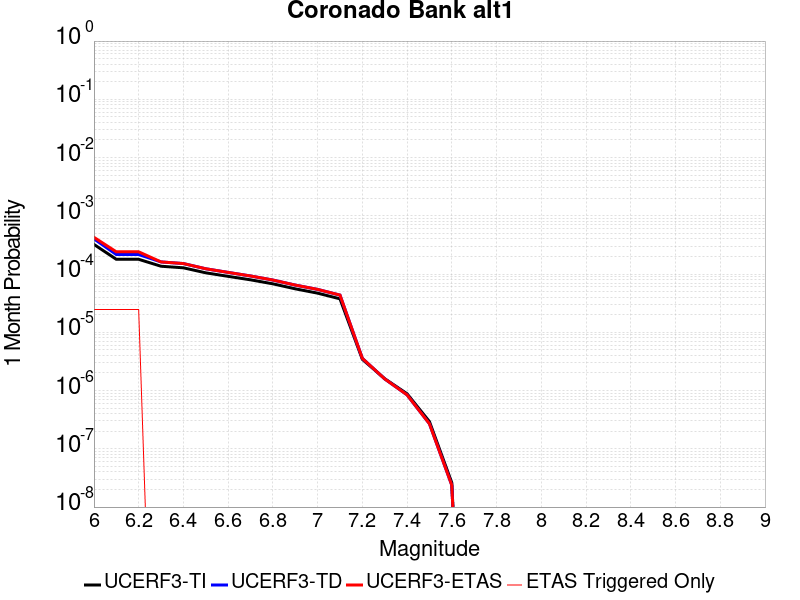 Coronado Bank alt1
10^0
10^-1
10^-2
10^-3
10^-4
10^-5
10^-6
10^-7
10^-8
1 Month Probability
6 6.2 6.4 6.6 6.8 7 7.2 7.4 7.6 7.8 8 8.2 8.4 8.6 8.8 9
Magnitude
UCERF3-TI UCERF3-TD UCERF3-ETAS ETAS Triggered Only